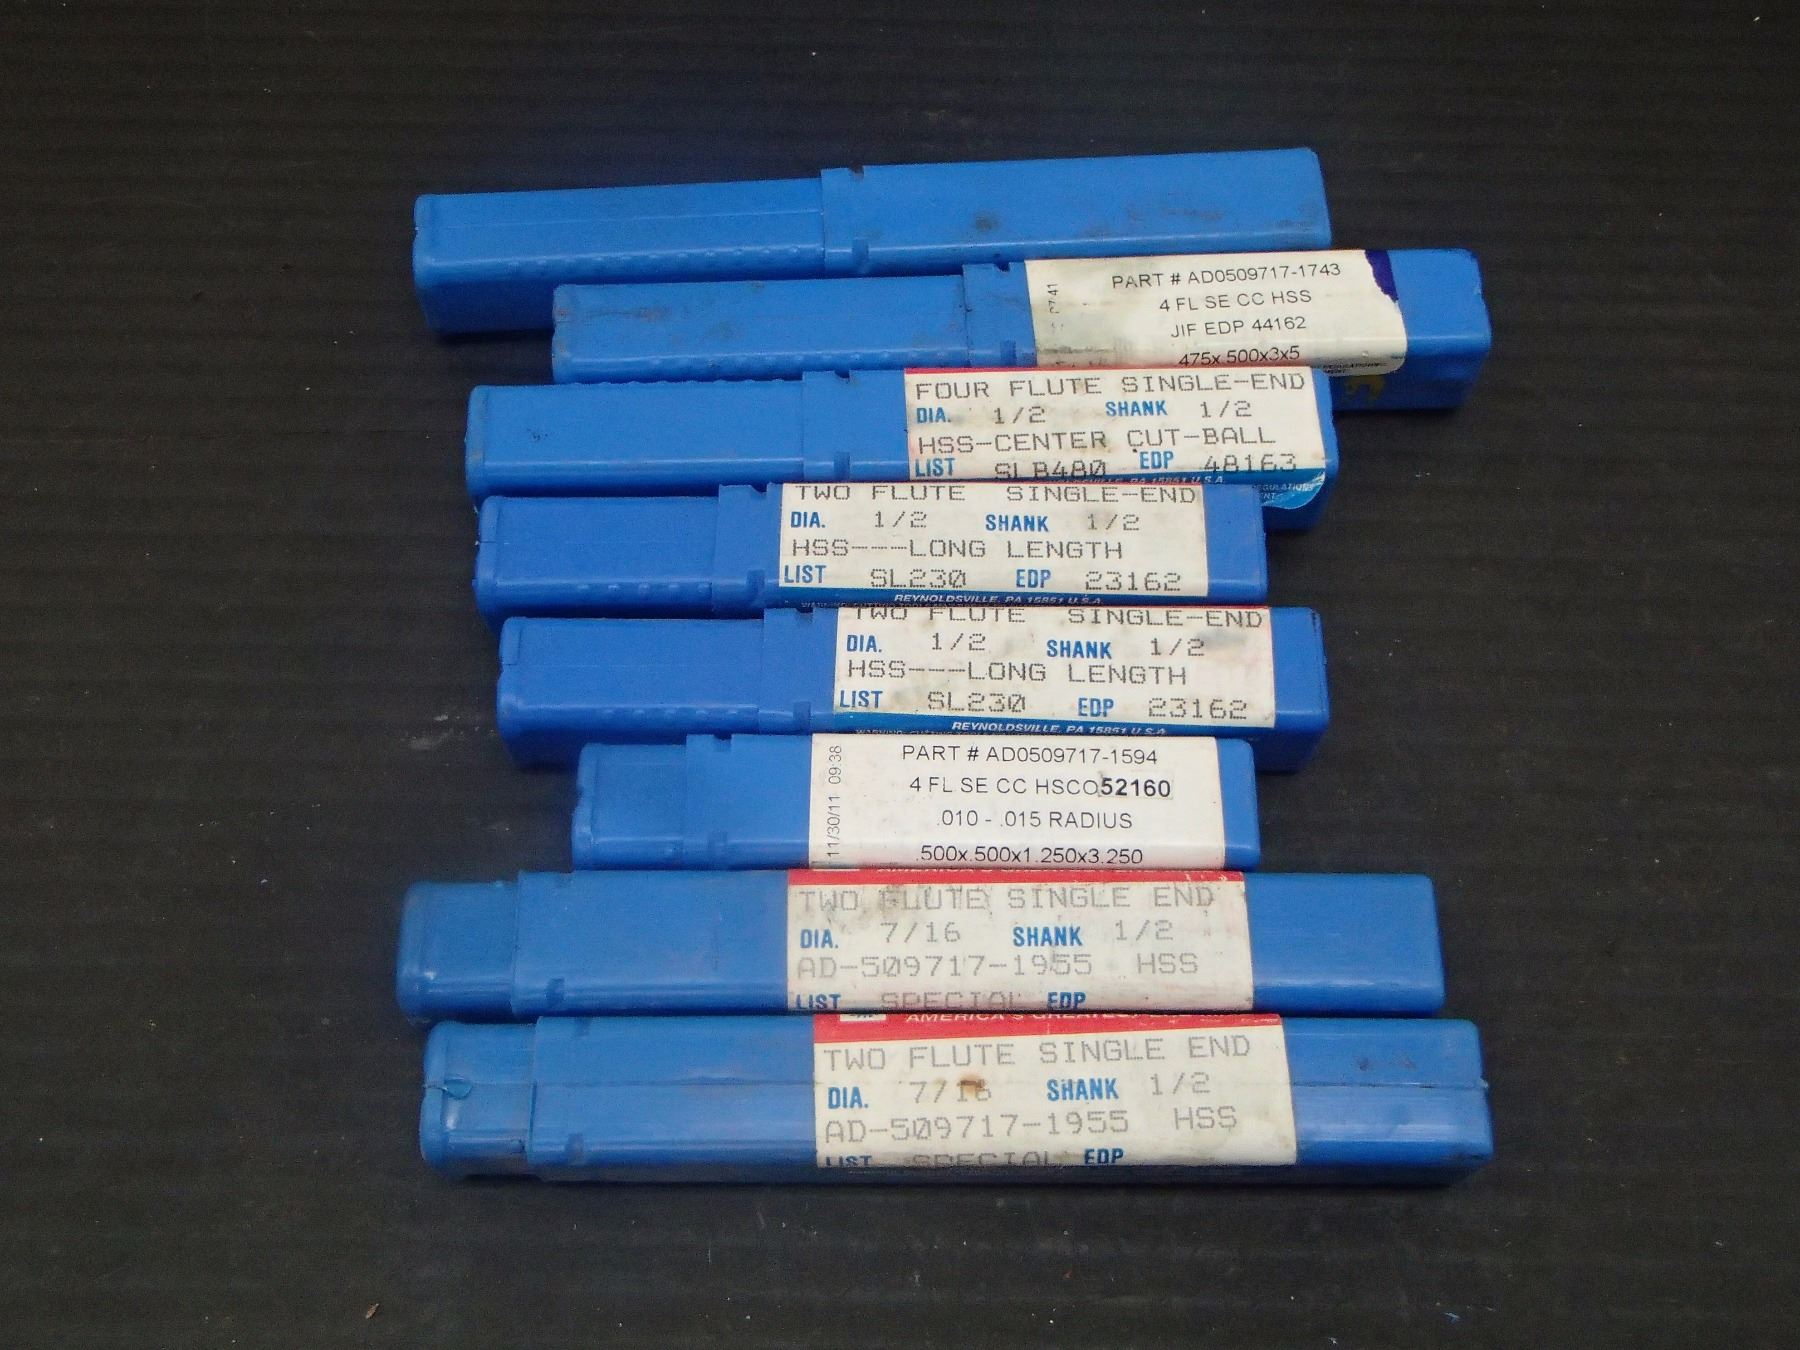 PART # AD0509717-1743
4 FL SE CC HSS
JIF EDP 44162
.475x.500x3x5
FOUR FLUTE SINGLE-END
DIA. 1/2 SHANK 1/2
HSS-CENTER CUT-BALL
LIST SLB480 EDP 48163
PA 15851 U.S.A.
TWO FLUTE SINGLE-END
DIA. 1/2 SHANK 1/2
HSS---LONG LENGTH
LIST SL230 EDP 23162
REYNOLDSVILLE, PA 15851 U.S.A.
TWO FLUTE SINGLE-END
DIA. 1/2 SHANK 1/2
HSS---LONG LENGTH
LIST SL230 EDP 23162
REYNOLDSVILLE, PA 15851 U.S.A.
11/30/11 09:38
PART # AD0509717-1594
4 FL SE CC HSCO 52160
.010 - .015 RADIUS
.500x.500x1.250x3.250
TWO FLUTE SINGLE END
DIA. 7/16 SHANK 1/2
AD-509717-1955 HSS
LIST SPECIAL EDP
AMERICA'S
TWO FLUTE SINGLE END
DIA. 7/16 SHANK 1/2
AD-509717-1955 HSS
LIST SPECIAL EDP